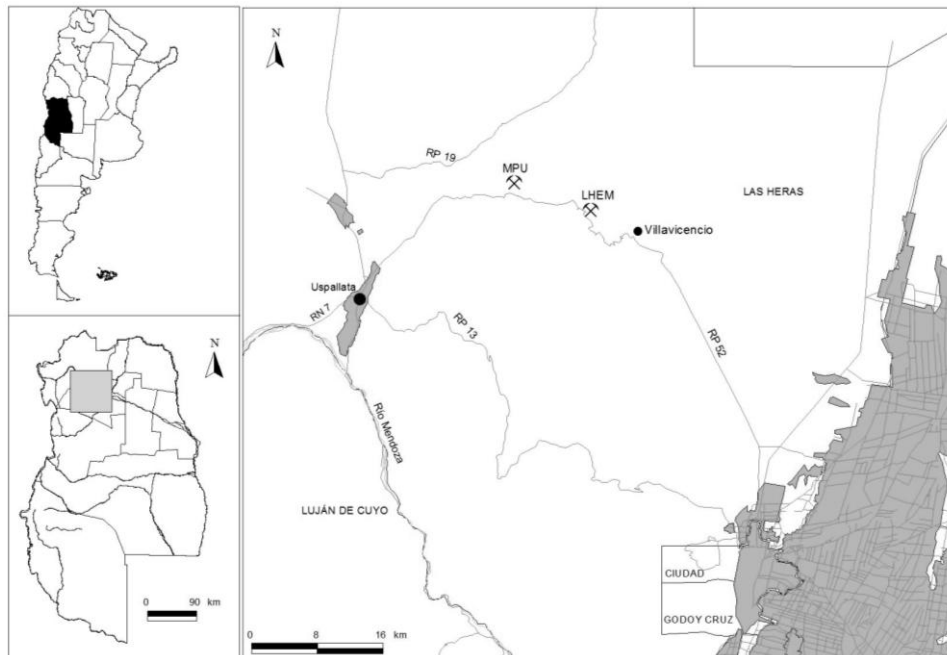 N
RP 19
MPU
LHEM
LAS HERAS
Villavicencio
Uspallata
RN 7
RP 13
RP 52
N
Río Mendoza
LUJÁN DE CUYO
CIUDAD
GODOY CRUZ
0 90 km
0 8 16 km